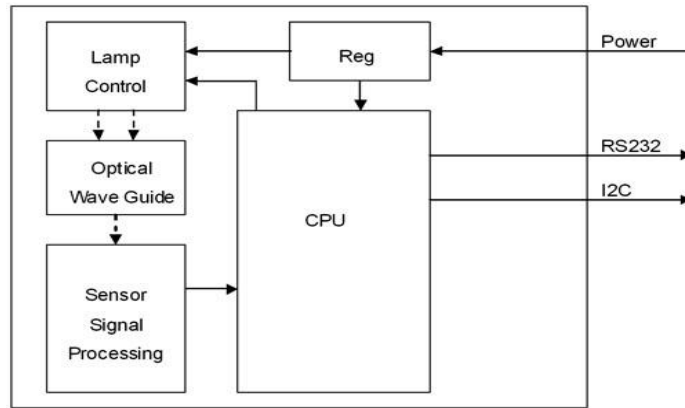 Lamp
Control
Reg
Power
Optical
Wave Guide
CPU
RS232
I2C
Sensor
Signal
Processing